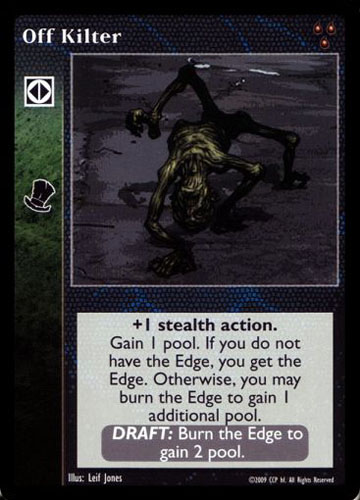 Off Kilter
+1 stealth action.
Gain 1 pool. If you do not
have the Edge, you get the
Edge. Otherwise, you may
burn the Edge to gain 1
additional pool.
DRAFT: Burn the Edge to
gain 2 pool.
Illus: Leif Jones ©2009 CCP hf. All Rights Reserved